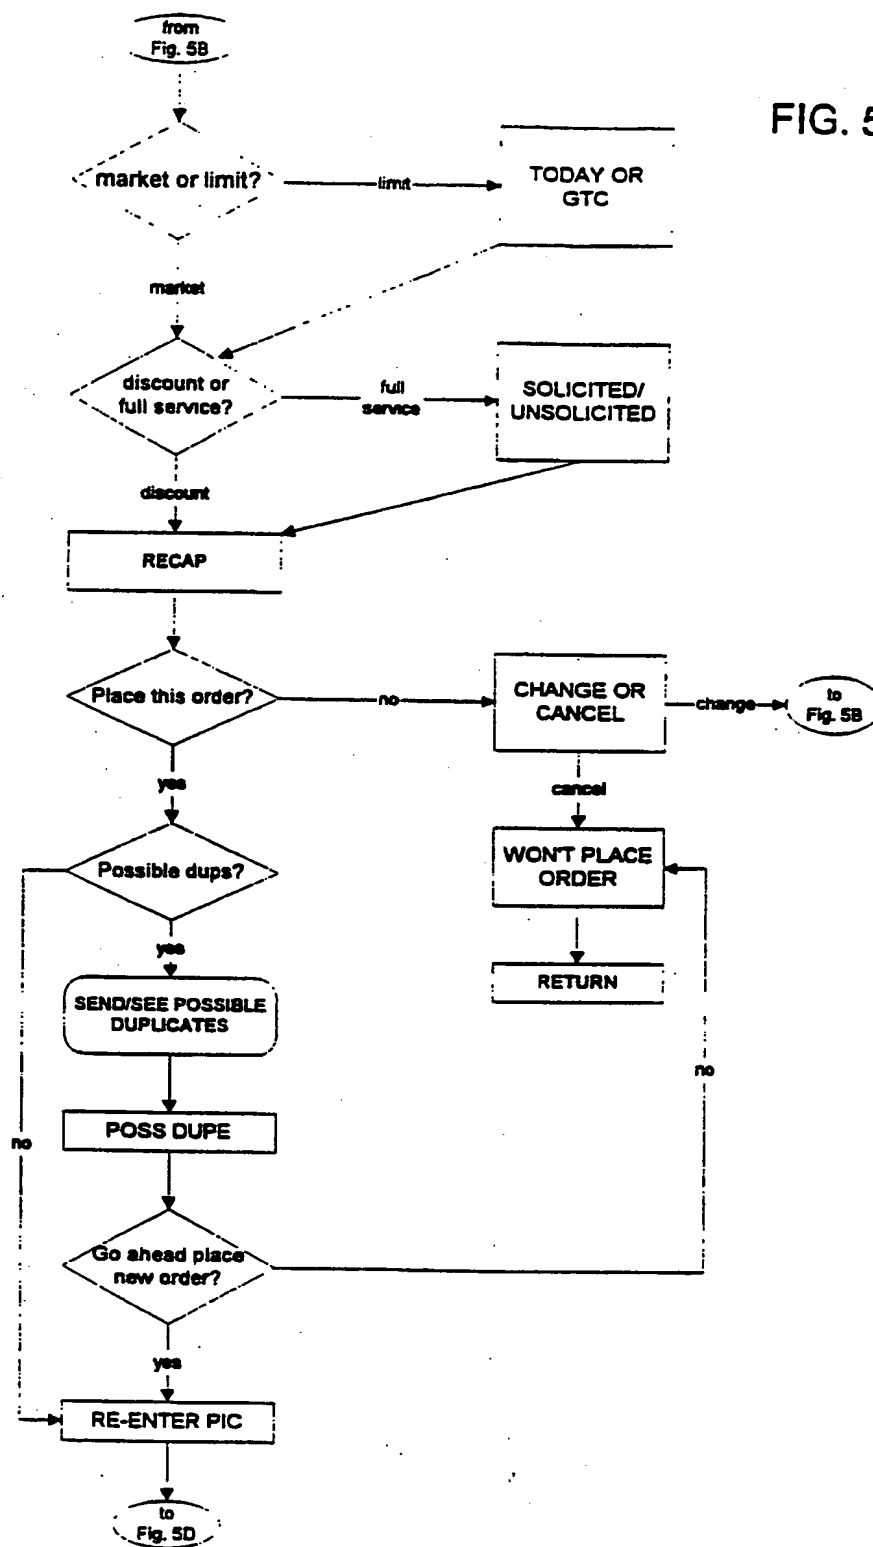 from
Fig. 5B
FIG. 5
market or limit?
limit
TODAY OR
GTC
market
discount or
full service?
full
service
SOLICITED/
UNSOLICITED
discount
RECAP
Place this order?
no
CHANGE OR
CANCEL
change
to
Fig. 5B
yes
cancel
Possible dups?
WON'T PLACE
ORDER
yes
RETURN
SEND/SEE POSSIBLE
DUPLICATES
no
no
POSS DUPE
Go ahead place
new order?
yes
RE-ENTER PIC
to
Fig. 5D